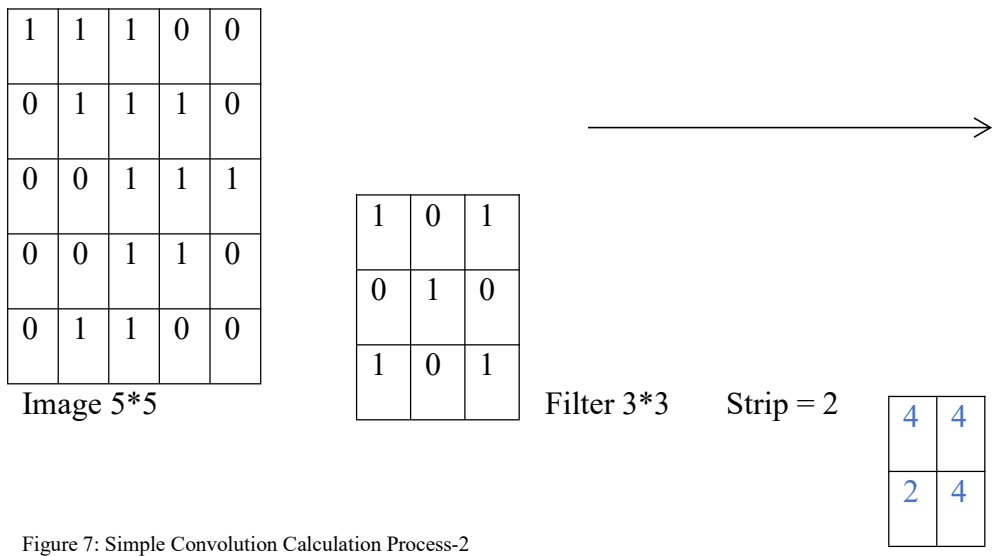 1 1 1 0 0
0 1 1 1 0
0 0 1 1 1
0 0 1 1 0
0 1 1 0 0
Image 5*5
1 0 1
0 1 0
1 0 1
Filter 3*3 Strip = 2
4 4
2 4
Figure 7: Simple Convolution Calculation Process-2